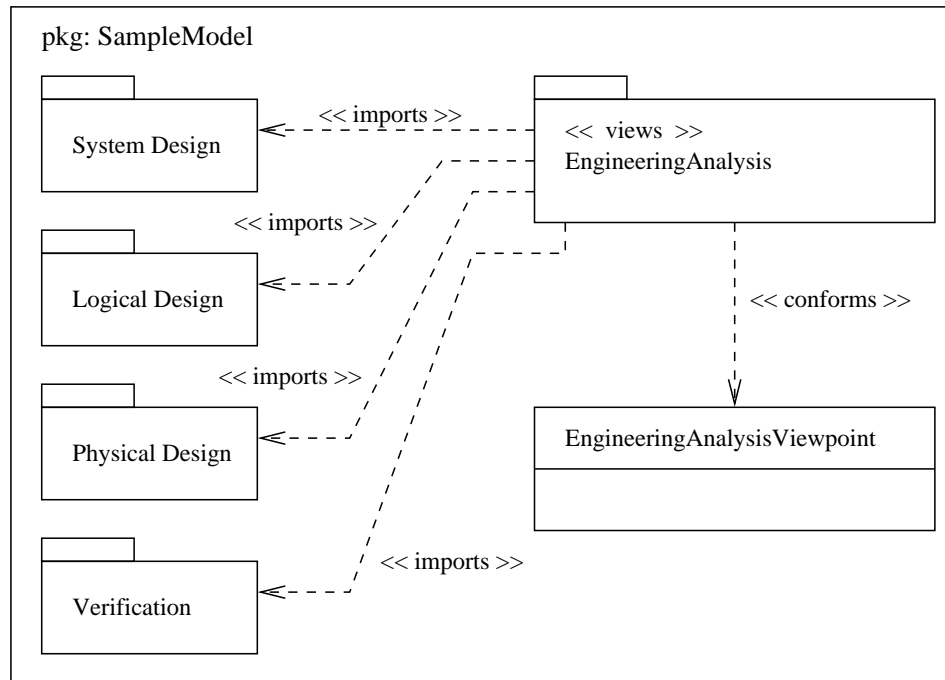 pkg: SampleModel
System Design
<< imports >>
<< views >>
EngineeringAnalysis
<< imports >>
Logical Design
<< conforms >>
<< imports >>
Physical Design
EngineeringAnalysisViewpoint
<< imports >>
Verification